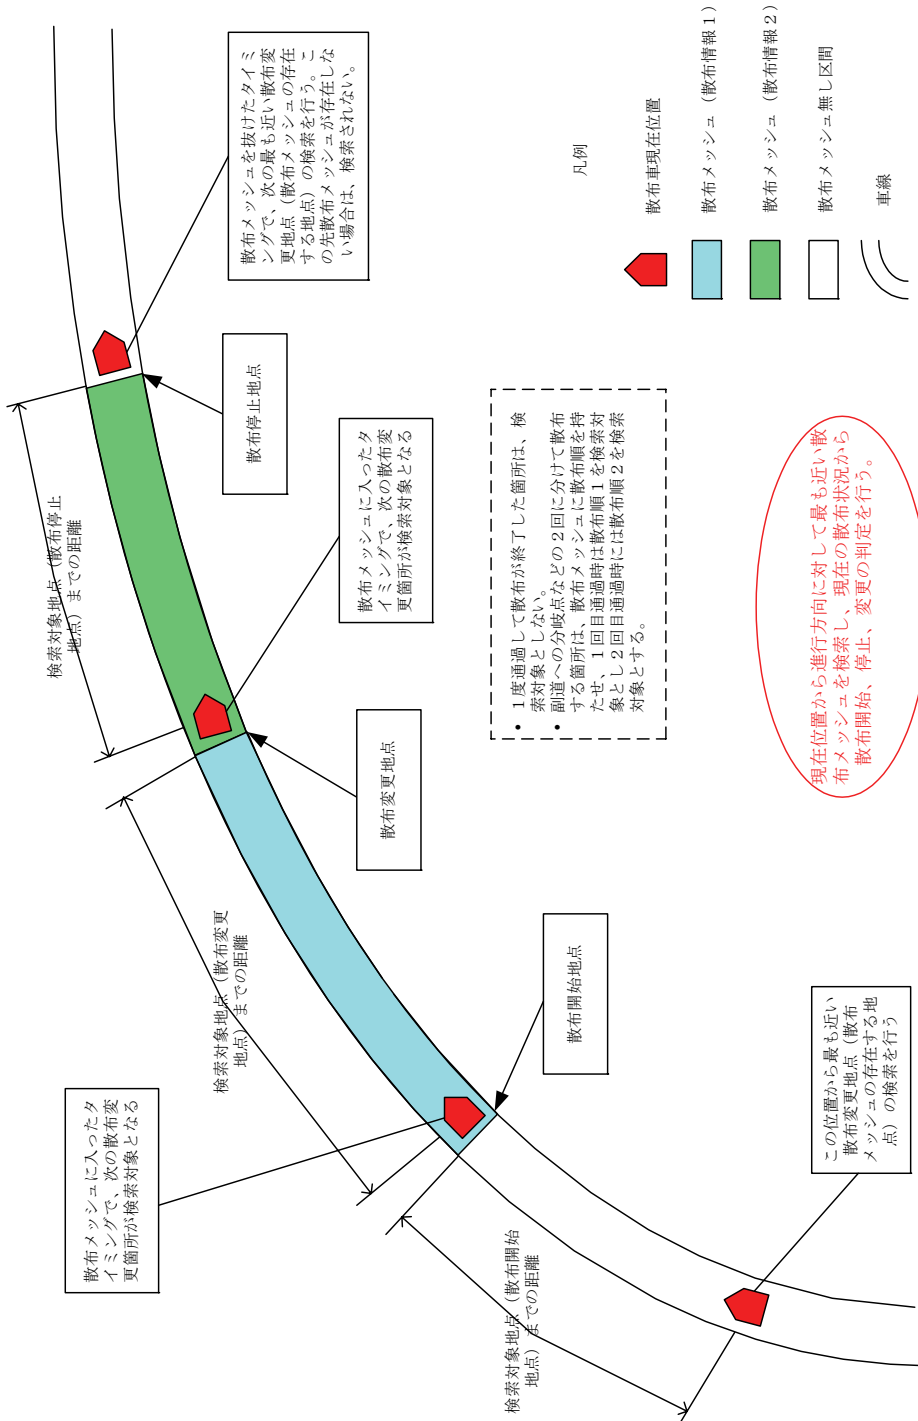 散布メッシュに入ったタ
イミングで、次の散布変
更箇所が検索対象となる
検索対象地点（散布開始
地点）までの距離
検索対象地点（散布変更
地点）までの距離
検索対象地点（散布停止
地点）までの距離
散布メッシュを抜けたタイミ
ングで、次の最も近い散布変
更地点（散布メッシュの存在
する地点）の検索を行う。こ
の先散布メッシュが存在しな
い場合は、検索されない。
散布停止地点
散布メッシュに入ったタ
イミングで、次の散布変
更箇所が検索対象となる
散布変更地点
散布開始地点
この位置から最も近い
散布変更地点（散布
メッシュの存在する地
点）の検索を行う
・ 1度通過して散布が終了した箇所は、検
索対象としない。
・ 副道への分岐点などの2回に分けて散布
する箇所は、散布メッシュに散布順を持
たせ、1回目通過時は散布順1を検索対
象とし2回目通過時には散布順2を検索
対象とする。
現在位置から進行方向に対して最も近い散
布メッシュを検索し、現在の散布状況から
散布開始、停止、変更の判定を行う。
凡例
散布車現在位置
散布メッシュ（散布情報1）
散布メッシュ（散布情報2）
散布メッシュ無し区間
車線